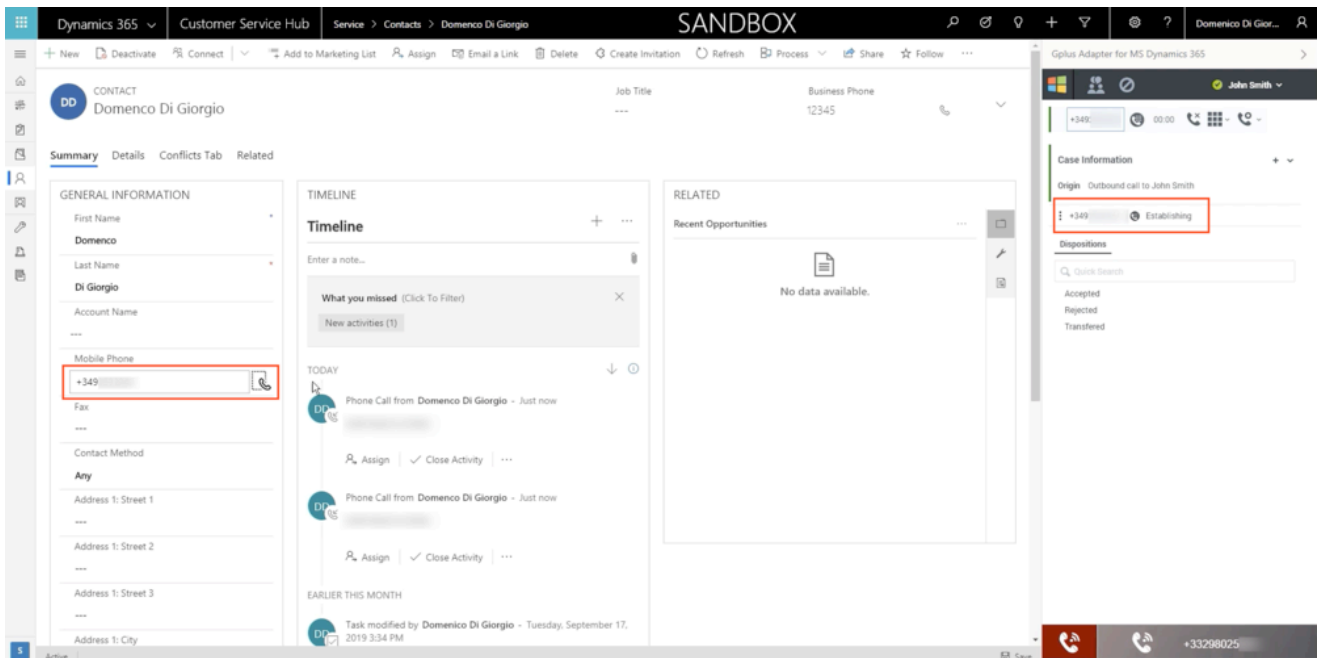 Dynamics 365
Customer Service Hub
Service > Contacts > Domenco Di Giorgio
SANDBOX
Domenico Di Gior...
+ New
Deactivate
Connect
Add to Marketing List
Assign
Email a Link
Delete
Create Invitation
Refresh
Process
Share
Follow
...
Gplus Adapter for MS Dynamics 365
DD
CONTACT
Domenco Di Giorgio
Job Title
---
Business Phone
12345
John Smith
+349
00:00
Summary
Details
Conflicts Tab
Related
Case Information
Origin Outbound call to John Smith
+349
Establishing
Dispositions
Quick Search
Accepted
Rejected
Transfered
GENERAL INFORMATION
First Name *
Domenco
Last Name *
Di Giorgio
Account Name
---
Mobile Phone
+349
Fax
---
Contact Method
Any
Address 1: Street 1
---
Address 1: Street 2
---
Address 1: Street 3
---
Address 1: City
TIMELINE
Timeline
Enter a note...
What you missed (Click To Filter)
New activities (1)
TODAY
DD
Phone Call from Domenco Di Giorgio - Just now
Assign
Close Activity
...
DD
Phone Call from Domenco Di Giorgio - Just now
Assign
Close Activity
...
EARLIER THIS MONTH
DD
Task modified by Domenico Di Giorgio - Tuesday, September 17,
2019 3:34 PM
RELATED
Recent Opportunities
...
No data available.
S
Active
Save
+33298025